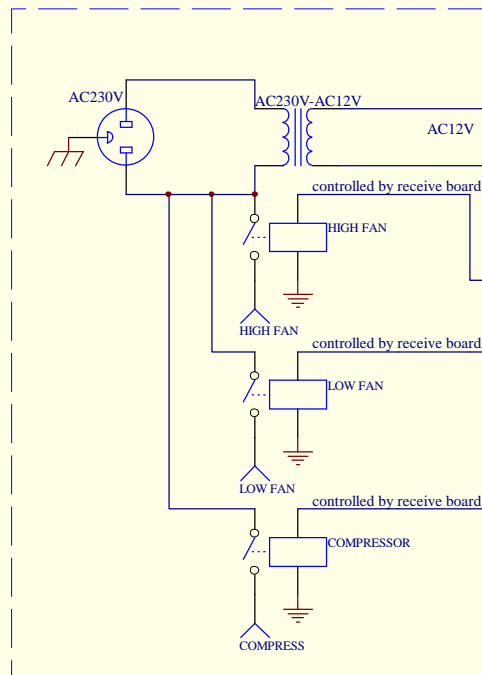 AC230V
AC230V-AC12V
AC12V
controlled by receive board
HIGH FAN
HIGH FAN
controlled by receive board
LOW FAN
LOW FAN
controlled by receive board
COMPRESSOR
COMPRESS